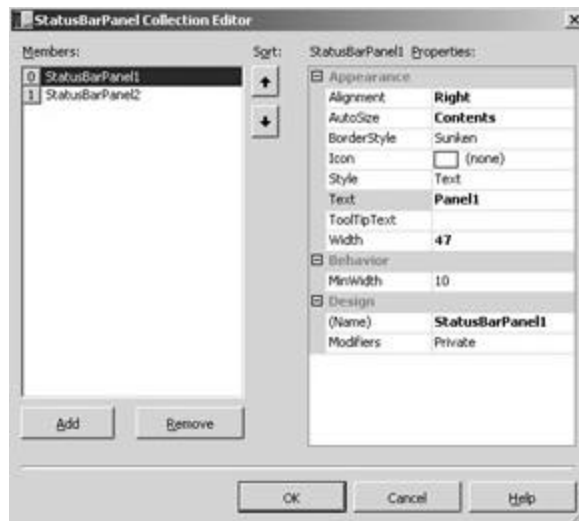 StatusBarPanel Collection Editor
Members:
Sort:
StatusBarPanel1 Properties:
0 StatusBarPanel1
1 StatusBarPanel2
Appearance
Alignment Right
AutoSize Contents
BorderStyle Sunken
Icon (none)
Style Text
Text Panel1
ToolTipText
Width 47
Behavior
MinWidth 10
Design
(Name) StatusBarPanel1
Modifiers Private
Add
Remove
OK
Cancel
Help